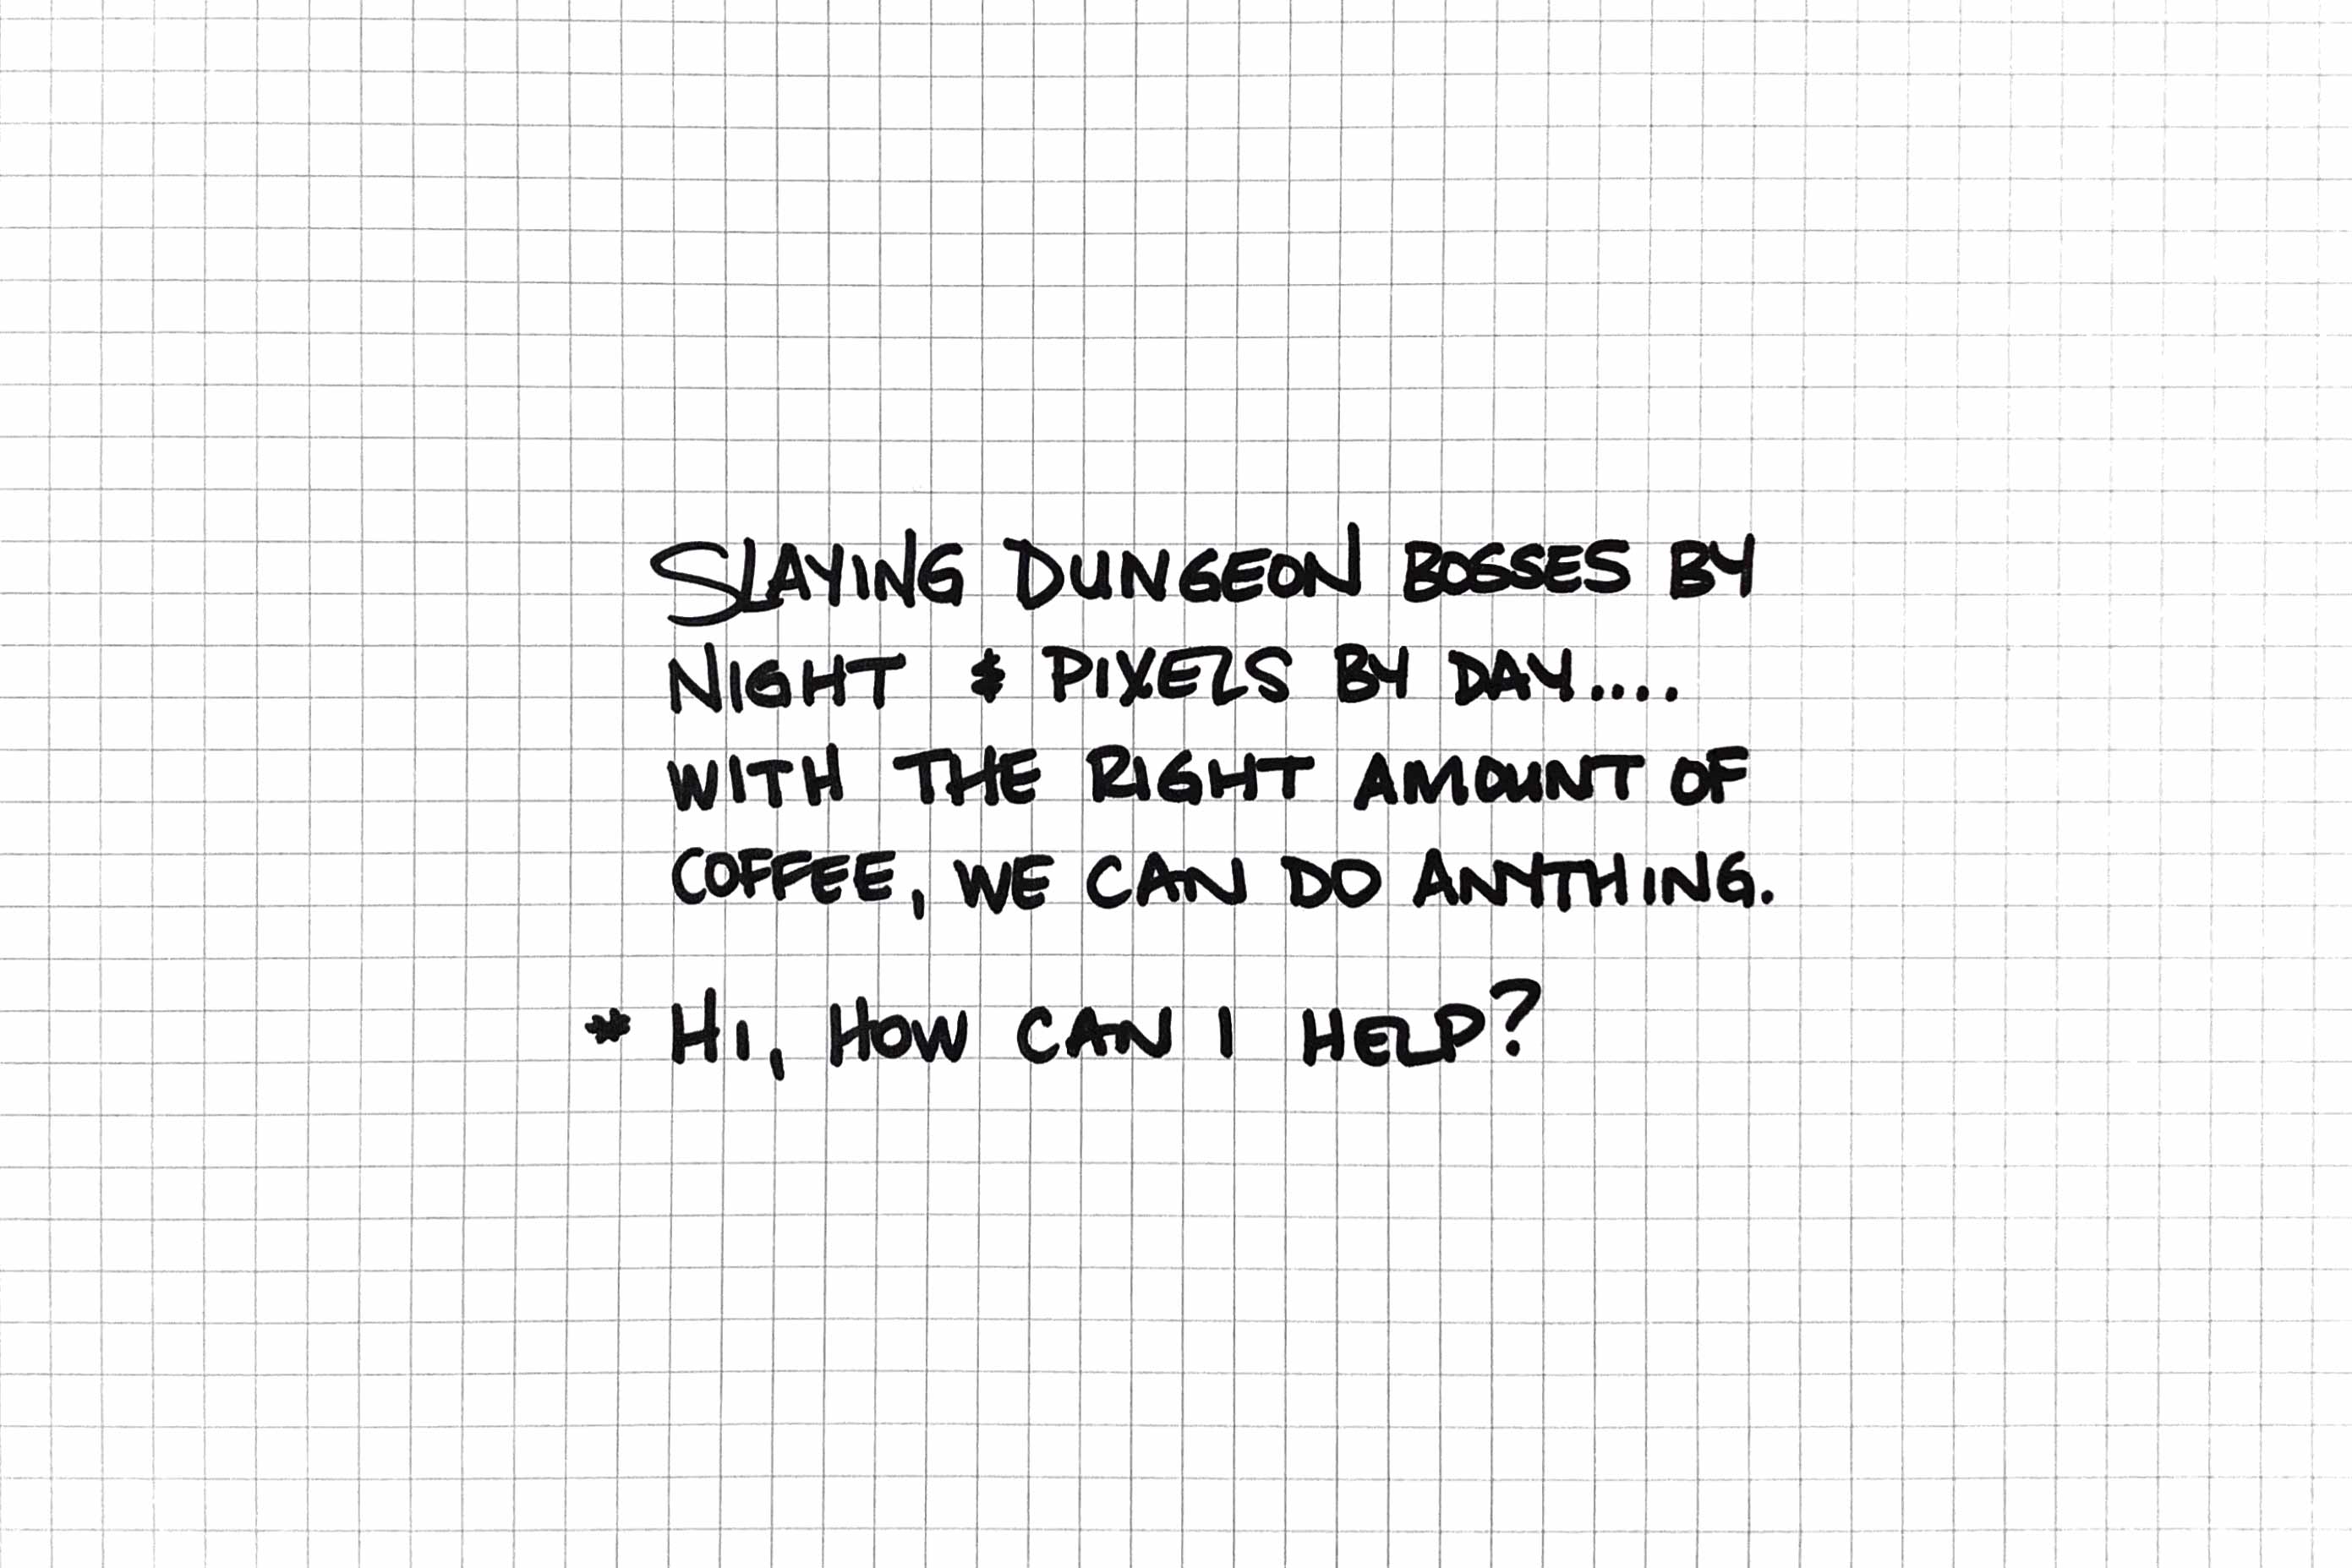 SLAYING DUNGEON BOSSES BY
NIGHT & PIXELS BY DAY....
WITH THE RIGHT AMOUNT OF
COFFEE, WE CAN DO ANYTHING.
* HI, HOW CAN I HELP?